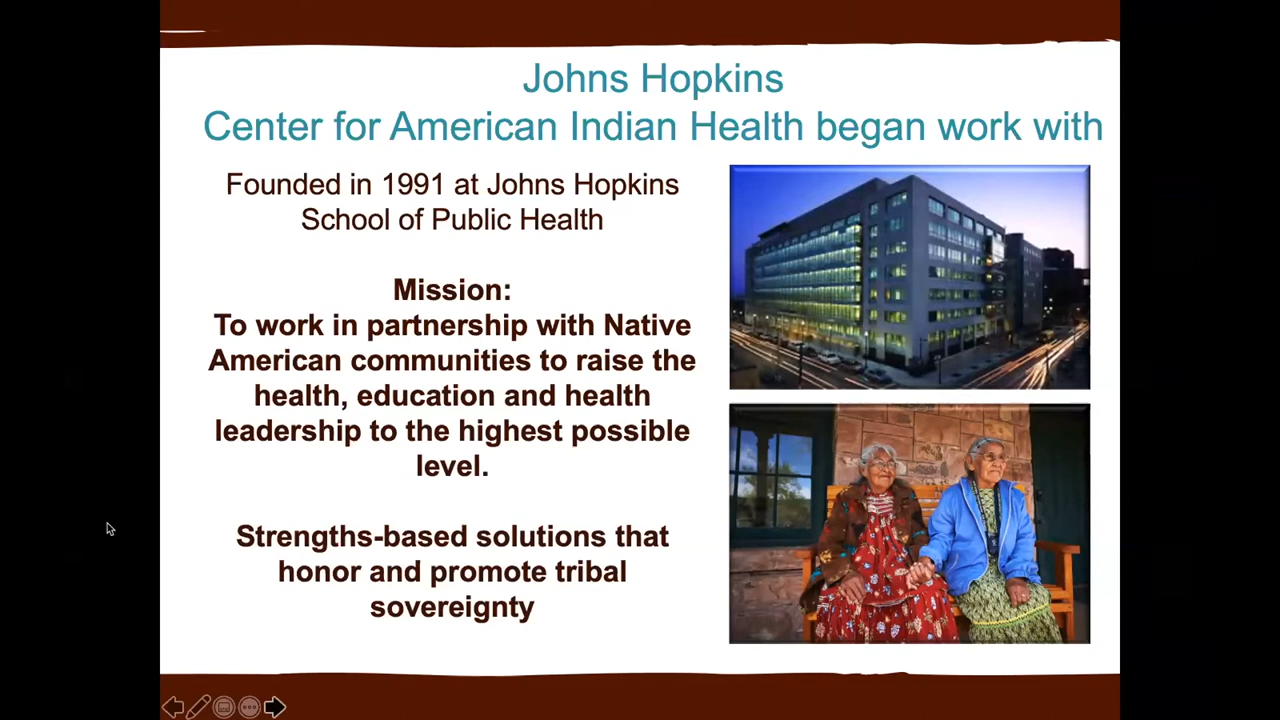 Johns Hopkins
Center for American Indian Health began work with
Founded in 1991 at Johns Hopkins
School of Public Health
Mission:
To work in partnership with Native
American communities to raise the
health, education and health
leadership to the highest possible
level.
Strengths-based solutions that
honor and promote tribal
sovereignty